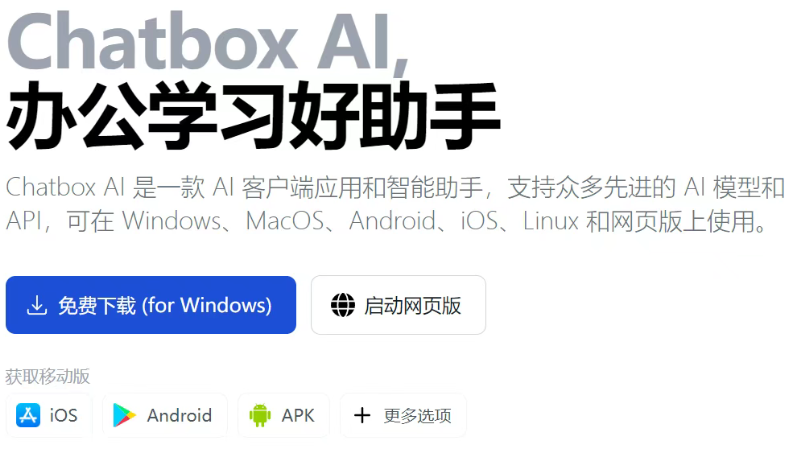 Chatbox AI,
办公学习好助手
Chatbox AI 是一款 AI 客户端应用和智能助手，支持众多先进的 AI 模型和
API，可在 Windows、MacOS、Android、iOS、Linux 和网页版上使用。
免费下载 (for Windows)
启动网页版
获取移动版
iOS
Android
APK
更多选项